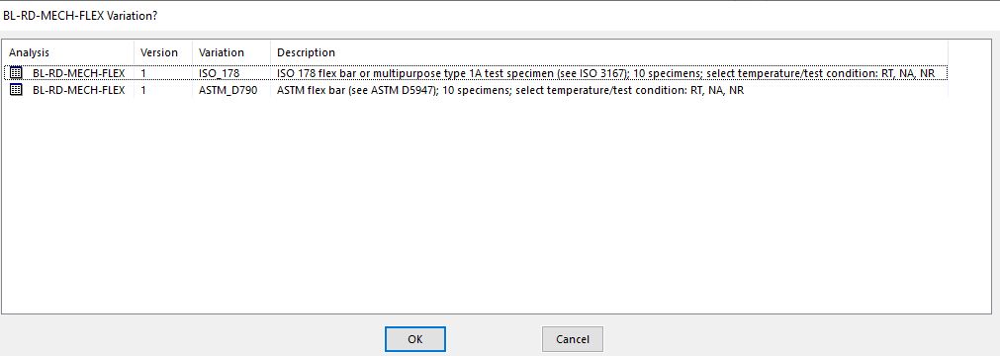 BL-RD-MECH-FLEX Variation?
Analysis Version Variation Description
BL-RD-MECH-FLEX 1 ISO_178 ISO 178 flex bar or multipurpose type 1A test specimen (see ISO 3167); 10 specimens; select temperature/test condition: RT, NA, NR
BL-RD-MECH-FLEX 1 ASTM_D790 ASTM flex bar (see ASTM D5947); 10 specimens; select temperature/test condition: RT, NA, NR
OK Cancel